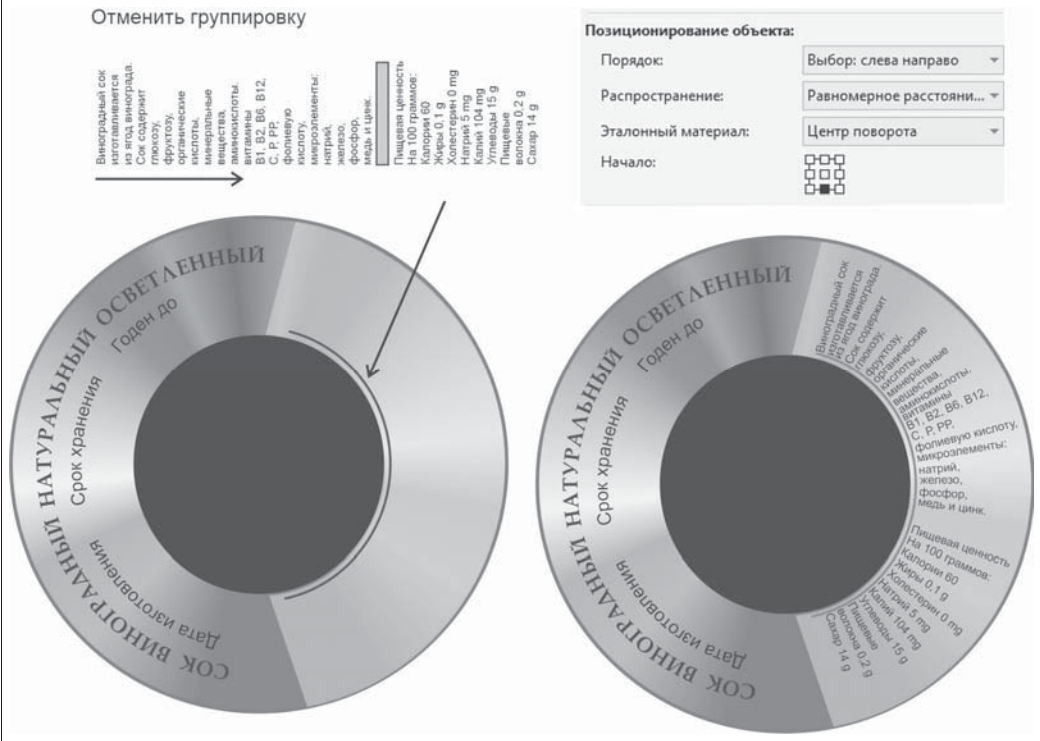 Отменить группировку
Виноградный сок
изготавливается
из ягод винограда.
Сок содержит
глюкозу,
фруктозу,
органические
кислоты,
минеральные
вещества,
аминокислоты.
витамины
B1, B2, B6, B12,
C, P, PP,
фолиевую
кислоту,
микроэлементы:
натрий,
железо,
фосфор,
медь и цинк.
Пищевая ценность
На 100 граммов:
Калории 60
Жиры 0,1 g
Холестерин 0 mg
Натрий 5 mg
Калий 104 mg
Углеводы 15 g
Пищевые
волокна 0,2 g
Сахар 14 g
Позиционирование объекта:
Порядок: Выбор: слева направо
Распространение: Равномерное расстояни...
Эталонный материал: Центр поворота
Начало:
СОК ВИНОГРАДНЫЙ НАТУРАЛЬНЫЙ ОСВЕТЛЕННЫЙ
Годен до
Срок хранения
Дата изготовления
СОК ВИНОГРАДНЫЙ НАТУРАЛЬНЫЙ ОСВЕТЛЕННЫЙ
Годен до
Срок хранения
Дата изготовления
Виноградный сок
изготавливается
из ягод винограда.
Сок содержит
глюкозу,
фруктозу,
органические
кислоты,
минеральные
вещества,
аминокислоты.
витамины
B1, B2, B6, B12,
C, P, PP,
фолиевую кислоту,
микроэлементы:
натрий,
железо,
фосфор,
медь и цинк.
Пищевая ценность
На 100 граммов:
Калории 60
Жиры 0,1 g
Холестерин 0 mg
Натрий 5 mg
Калий 104 mg
Углеводы 15 g
Пищевые
волокна 0,2 g
Сахар 14 g